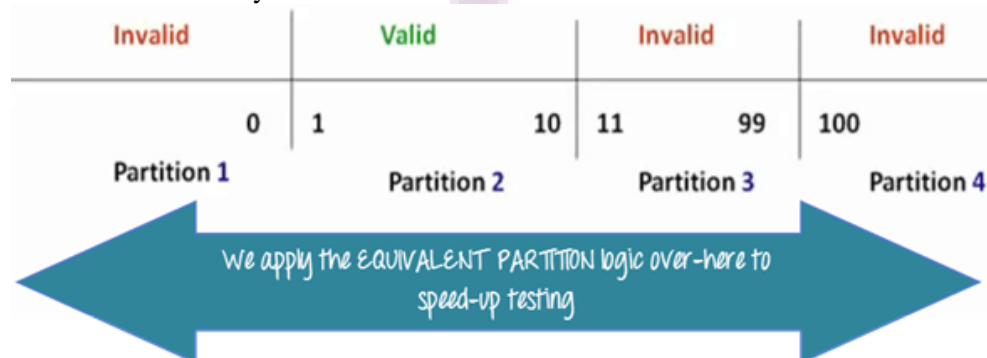 Invalid Valid Invalid Invalid
0 1 10 11 99 100
Partition 1 Partition 2 Partition 3 Partition 4
We apply the EQUIVALENT PARTITION logic over-here to
speed-up testing